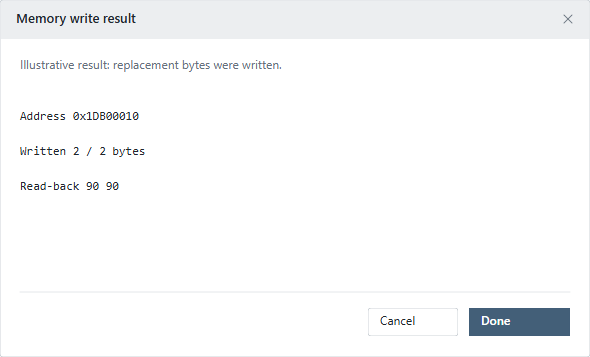 Memory write result
Illustrative result: replacement bytes were written.
Address 0x1DB00010
Written 2 / 2 bytes
Read-back 90 90
Cancel
Done